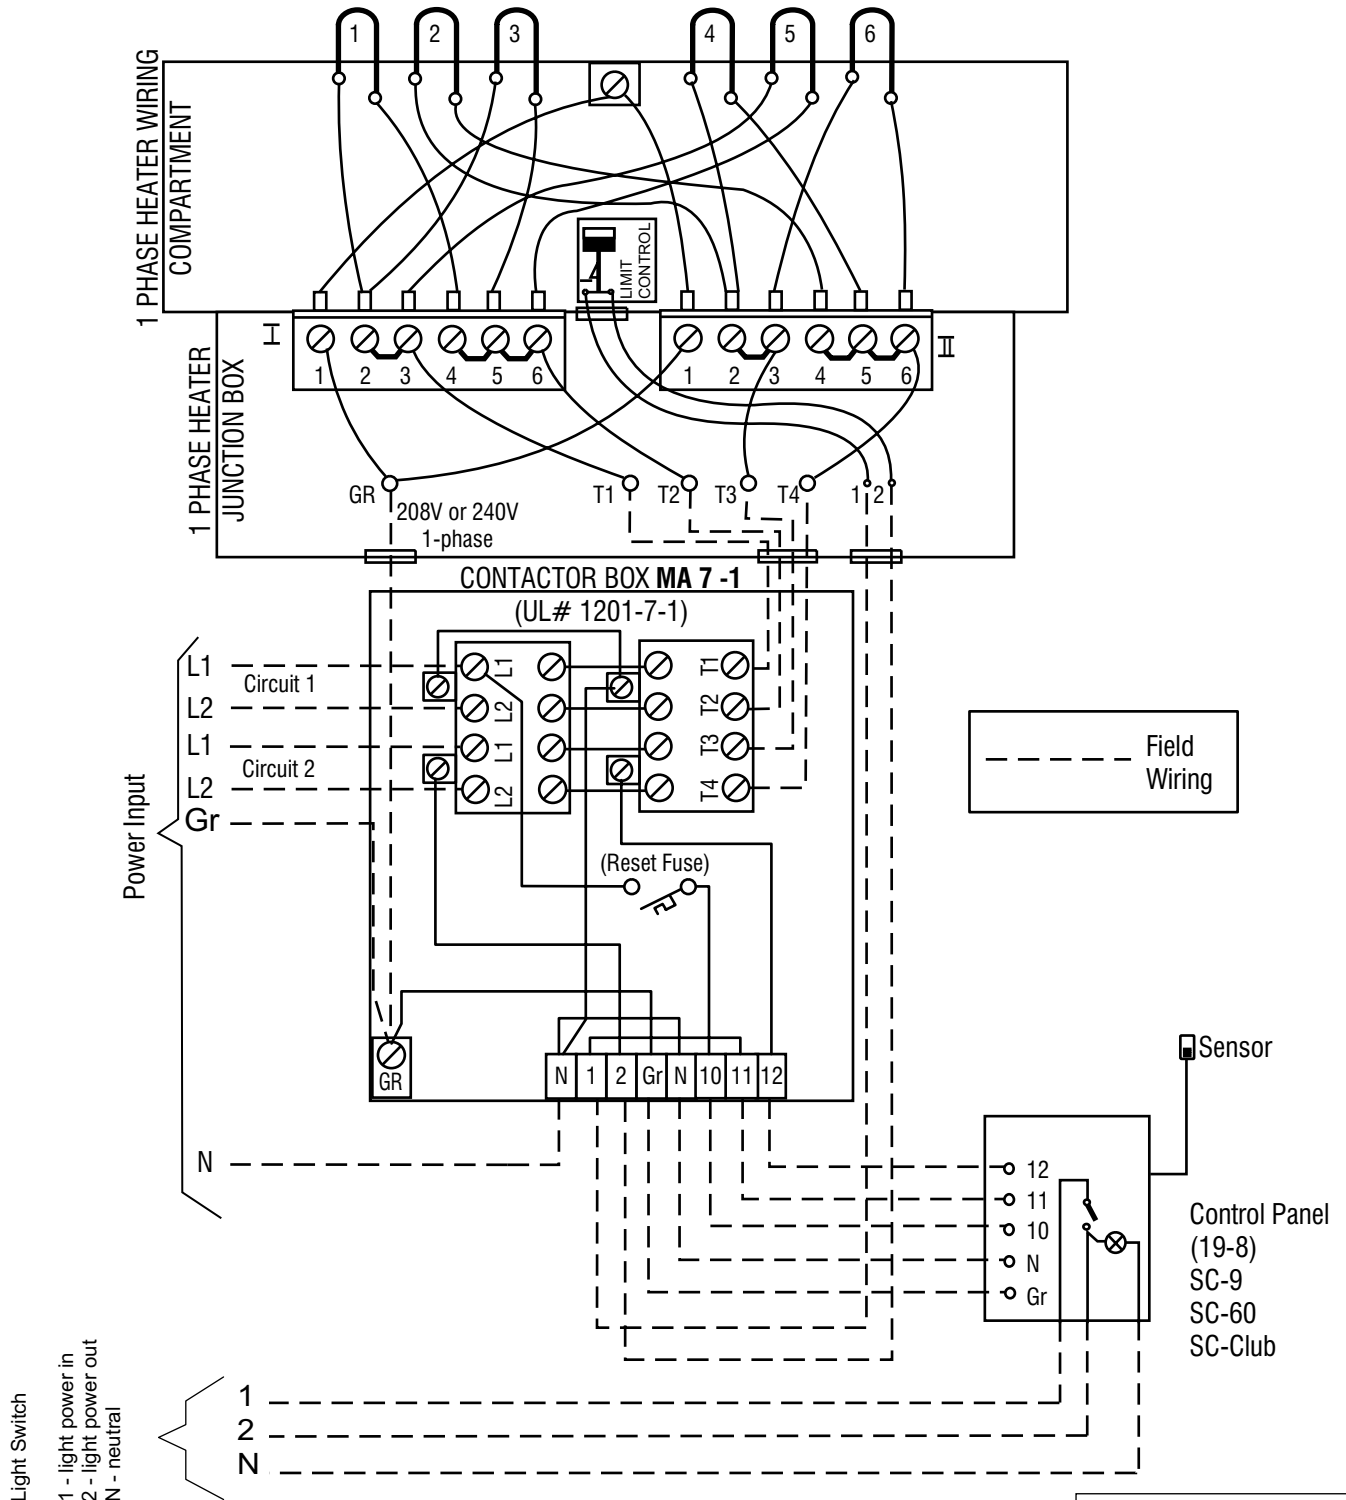 1 2 3 4 5 6
1 PHASE HEATER WIRING
COMPARTMENT
LIMIT
CONTROL
I
II
1 2 3 4 5 6
1 2 3 4 5 6
1 PHASE HEATER
JUNCTION BOX
GR T1 T2 T3 T4 1 2
208V or 240V
1-phase
CONTACTOR BOX MA 7 -1
(UL# 1201-7-1)
Power Input
L1
Circuit 1
L2
L1
Circuit 2
L2
Gr
L1
L2
L1
L2
T1
T2
T3
T4
Field
Wiring
(Reset Fuse)
GR
N 1 2 Gr N 10 11 12
N
Sensor
12
11
10
N
Gr
Control Panel
(19-8)
SC-9
SC-60
SC-Club
Light Switch
1 - light power in
2 - light power out
N - neutral
1
2
N